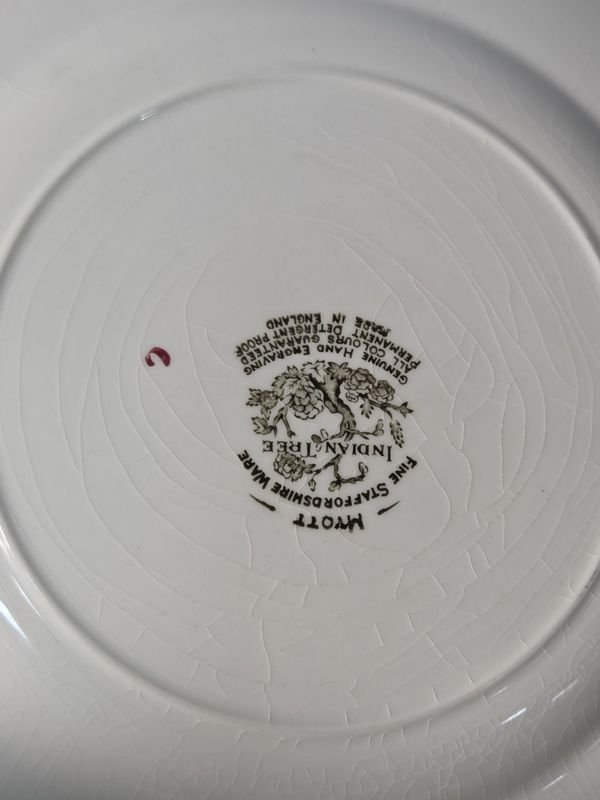 MYOTT
FINE STAFFORDSHIRE WARE
INDIAN TREE
GENUINE HAND ENGRAVING
ALL COLOURS GUARANTEED
PERMANENT DETERGENT PROOF
MADE IN ENGLAND